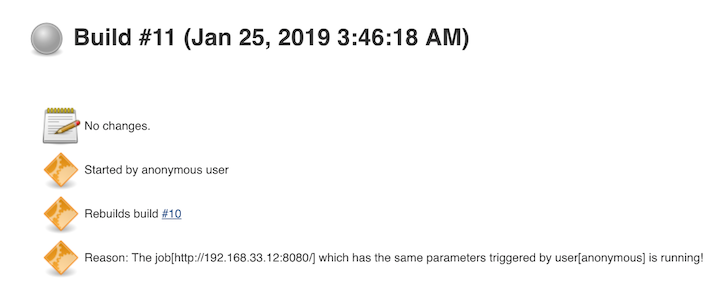 Build #11 (Jan 25, 2019 3:46:18 AM)
No changes.
Started by anonymous user
Rebuilds build #10
Reason: The job[http://192.168.33.12:8080/] which has the same parameters triggered by user[anonymous] is running!